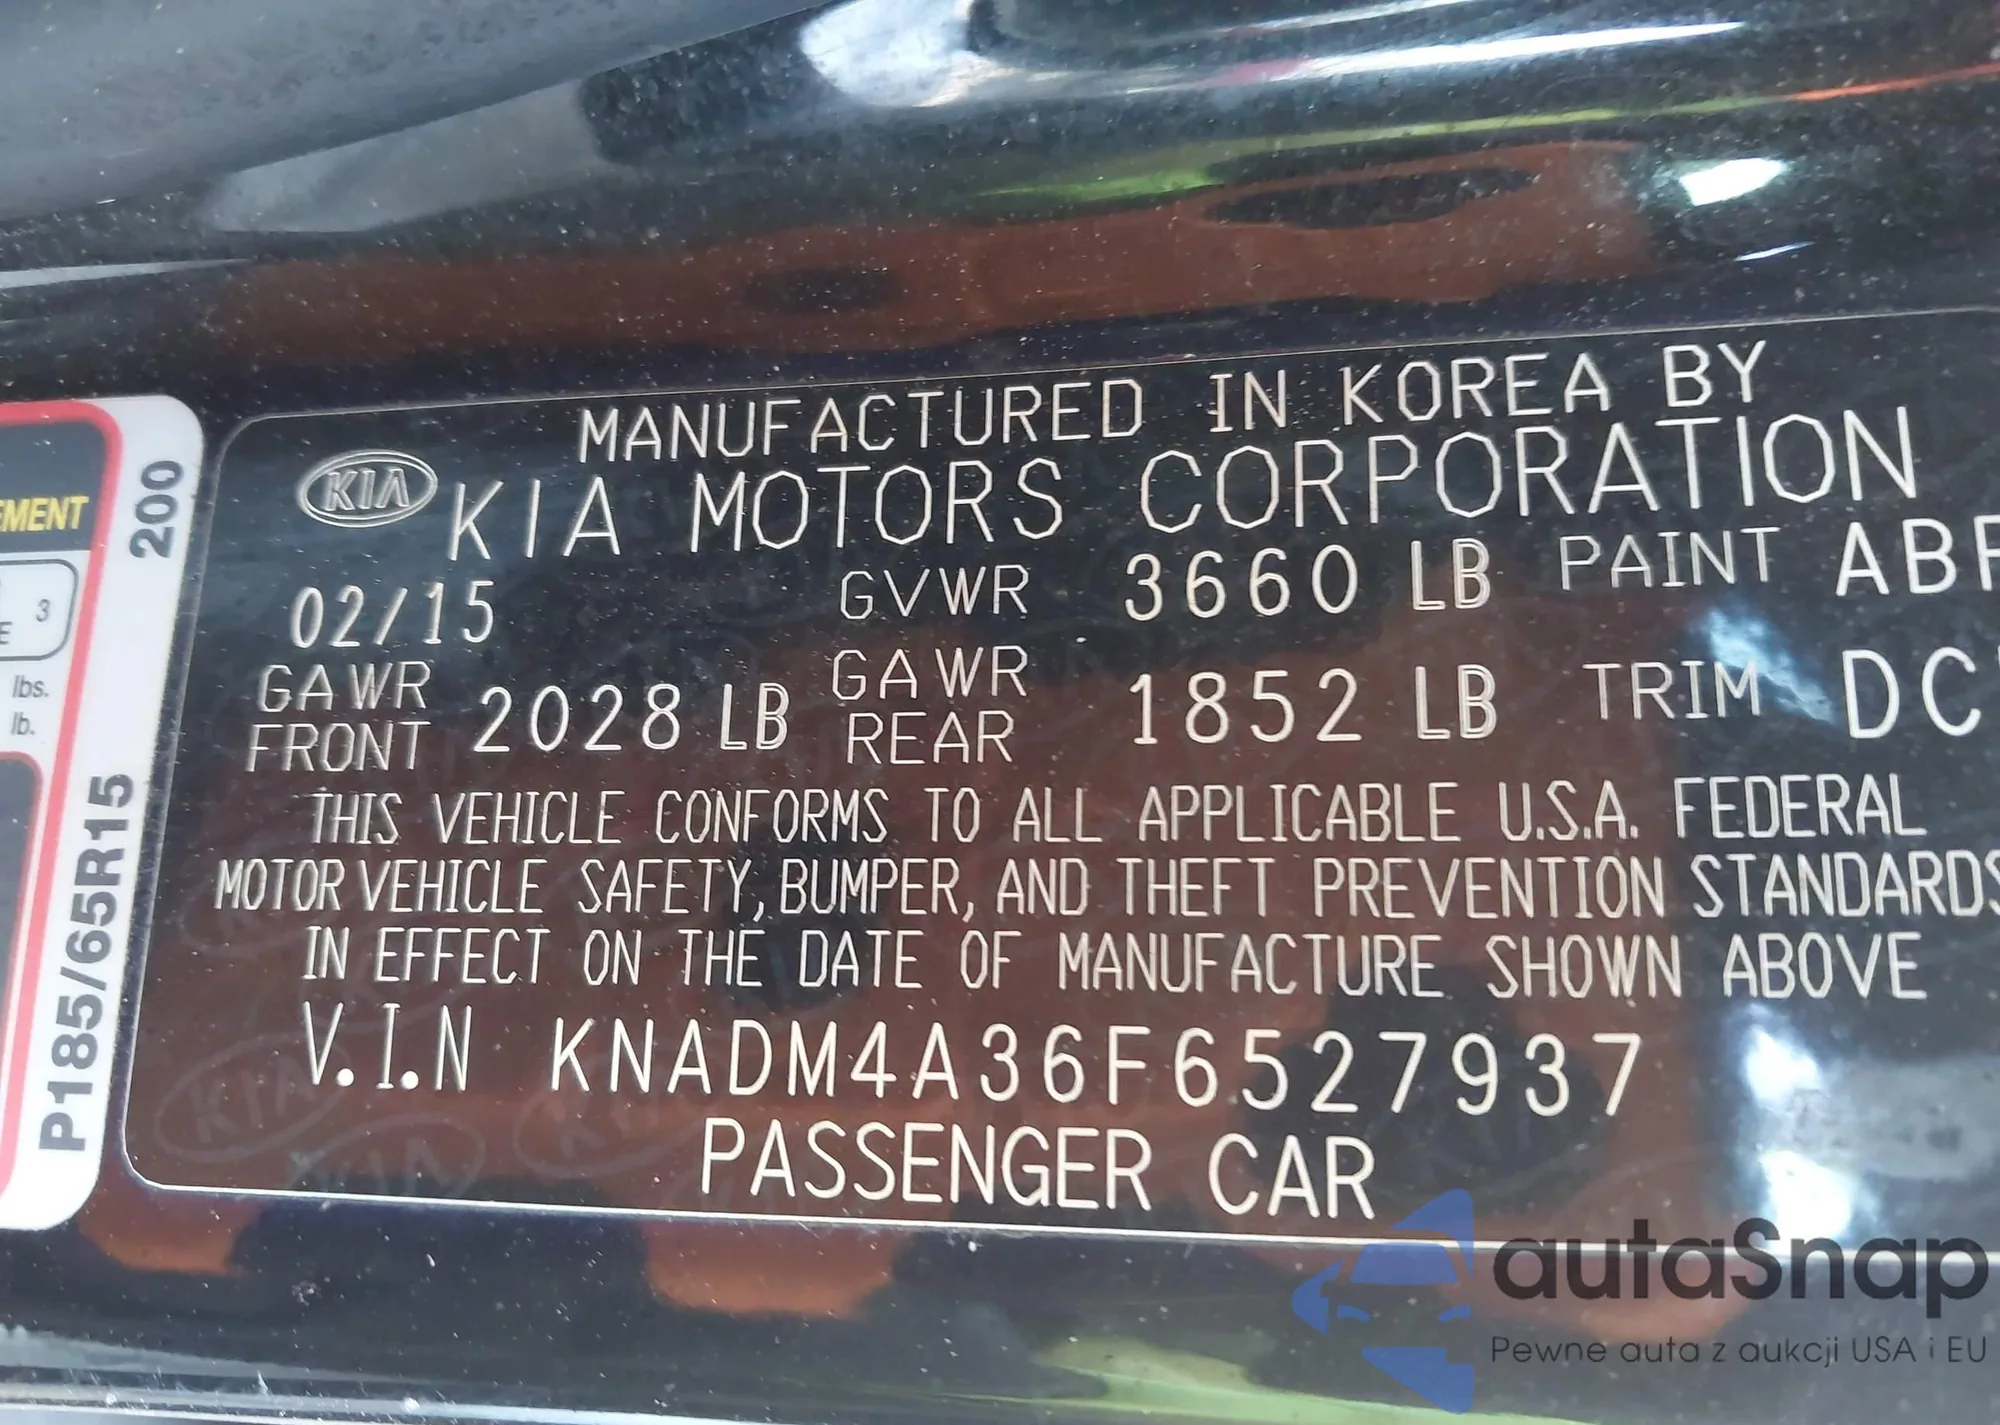 MANUFACTURED IN KOREA BY
KIA
KIA MOTORS CORPORATION
02/15 GVWR 3660 LB PAINT
GAWR FRONT 2028 LB GAWR REAR 1852 LB TRIM
THIS VEHICLE CONFORMS TO ALL APPLICABLE U.S.A. FEDERAL
MOTOR VEHICLE SAFETY, BUMPER, AND THEFT PREVENTION STANDARDS
IN EFFECT ON THE DATE OF MANUFACTURE SHOWN ABOVE
V.I.N KNADM4A36F6527937
PASSENGER CAR
200
P185/65R15
3
lbs.
lb.
autaSnap
Pewne auta z aukcji USA i EU